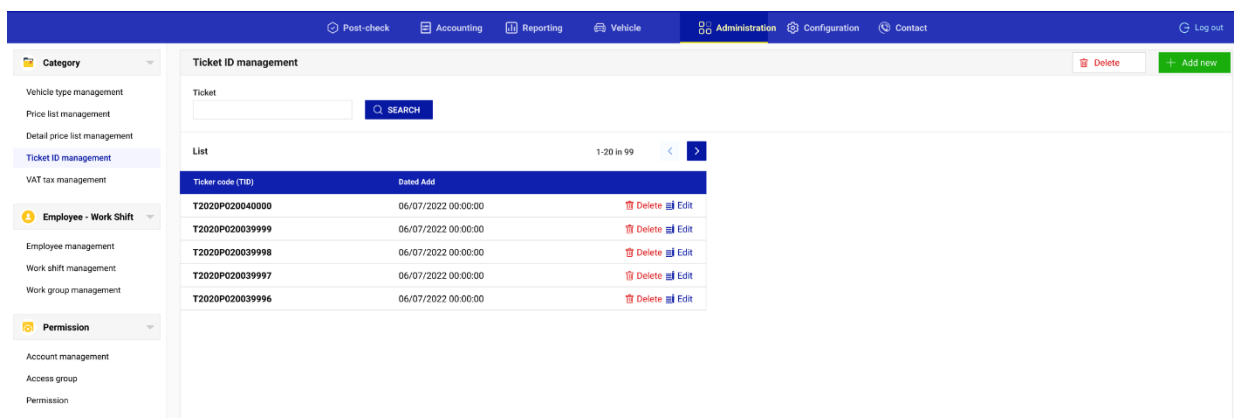 Post-check Accounting Reporting Vehicle Administration Configuration Contact Log out
Category
Vehicle type management
Price list management
Detail price list management
Ticket ID management
VAT tax management
Employee - Work Shift
Employee management
Work shift management
Work group management
Permission
Account management
Access group
Permission
Ticket ID management Delete Add new
Ticket
SEARCH
List 1-20 in 99
Ticker code (TID) Dated Add
T2020P020040000 06/07/2022 00:00:00 Delete Edit
T2020P020039999 06/07/2022 00:00:00 Delete Edit
T2020P020039998 06/07/2022 00:00:00 Delete Edit
T2020P020039997 06/07/2022 00:00:00 Delete Edit
T2020P020039996 06/07/2022 00:00:00 Delete Edit